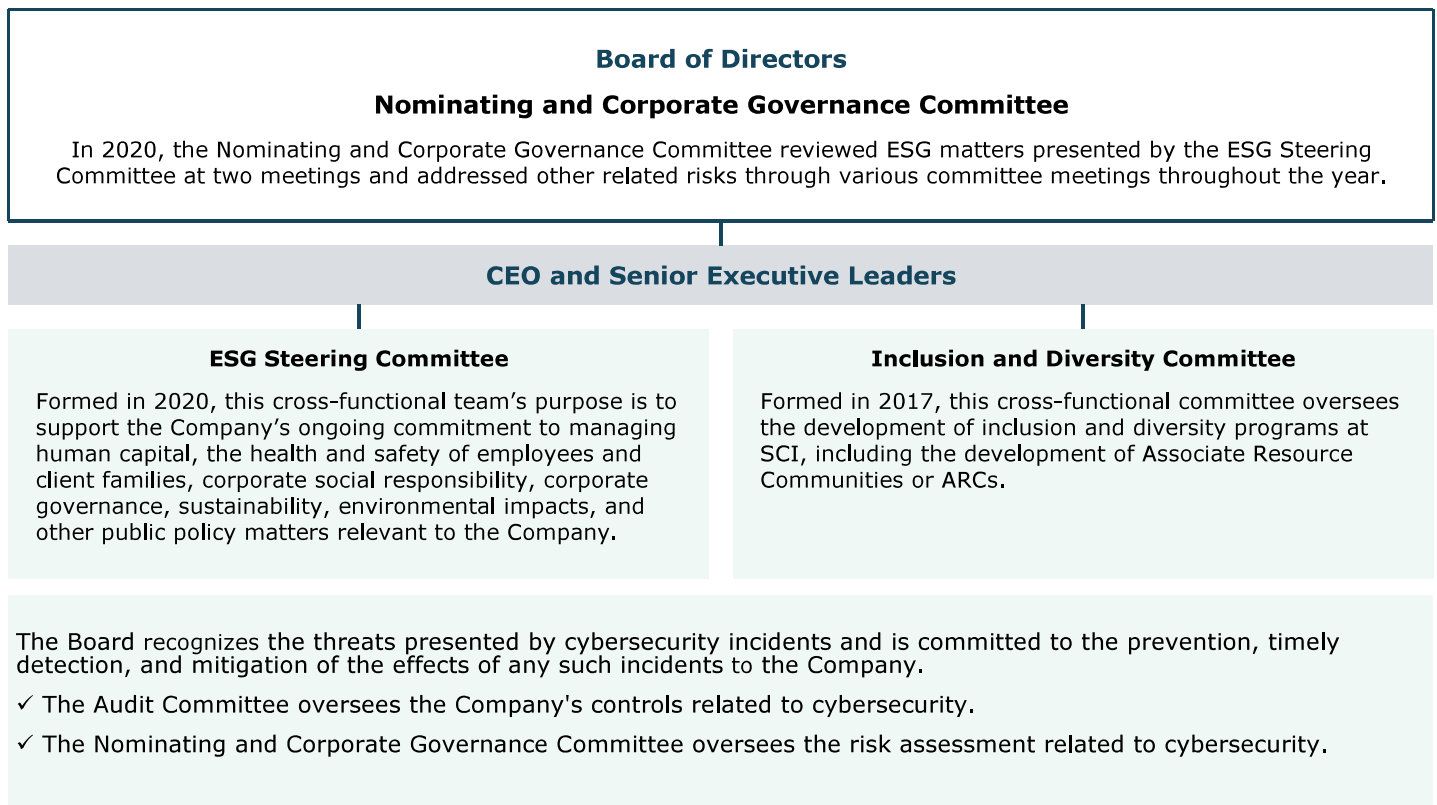 Board of Directors
Nominating and Corporate Governance Committee
In 2020, the Nominating and Corporate Governance Committee reviewed ESG matters presented by the ESG Steering
Committee at two meetings and addressed other related risks through various committee meetings throughout the year.
CEO and Senior Executive Leaders
ESG Steering Committee
Formed in 2020, this cross-functional team’s purpose is to
support the Company’s ongoing commitment to managing
human capital, the health and safety of employees and
client families, corporate social responsibility, corporate
governance, sustainability, environmental impacts, and
other public policy matters relevant to the Company.
Inclusion and Diversity Committee
Formed in 2017, this cross-functional committee oversees
the development of inclusion and diversity programs at
SCI, including the development of Associate Resource
Communities or ARCs.
The Board recognizes the threats presented by cybersecurity incidents and is committed to the prevention, timely
detection, and mitigation of the effects of any such incidents to the Company.
✓ The Audit Committee oversees the Company's controls related to cybersecurity.
✓ The Nominating and Corporate Governance Committee oversees the risk assessment related to cybersecurity.